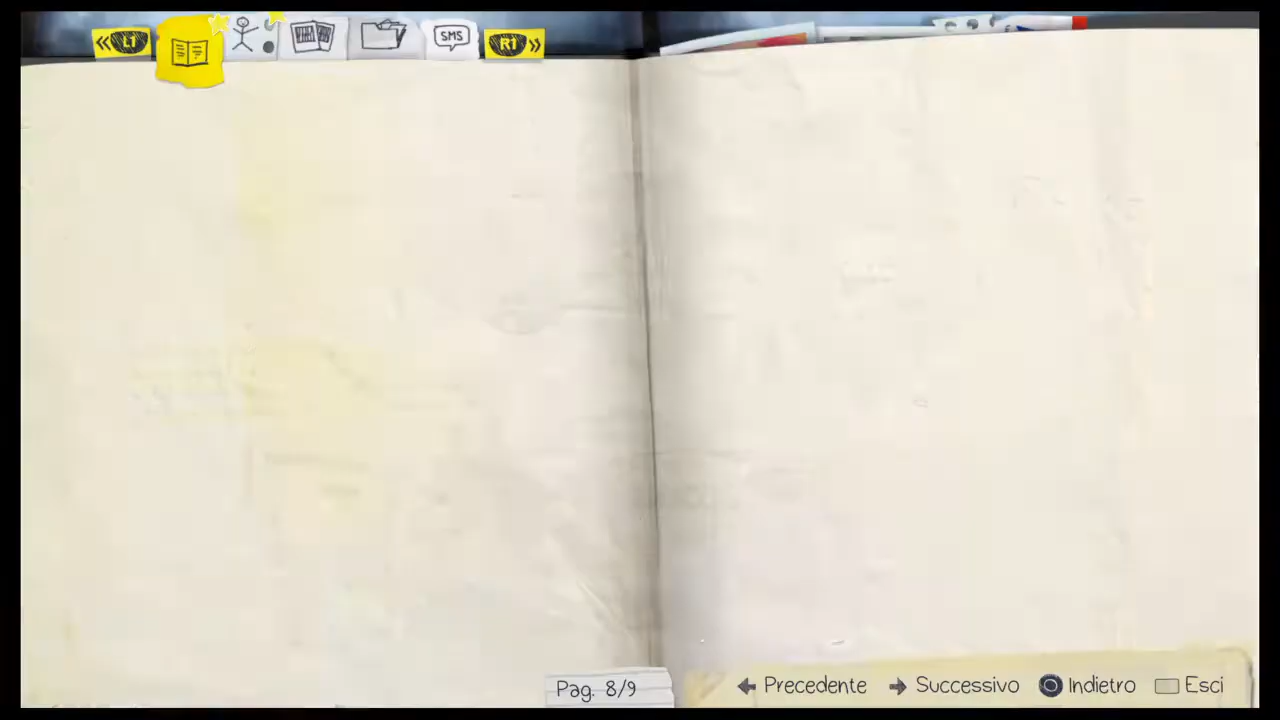 L1
SMS
R1
Pag. 8/9
Precedente
Successivo
Indietro
Esci